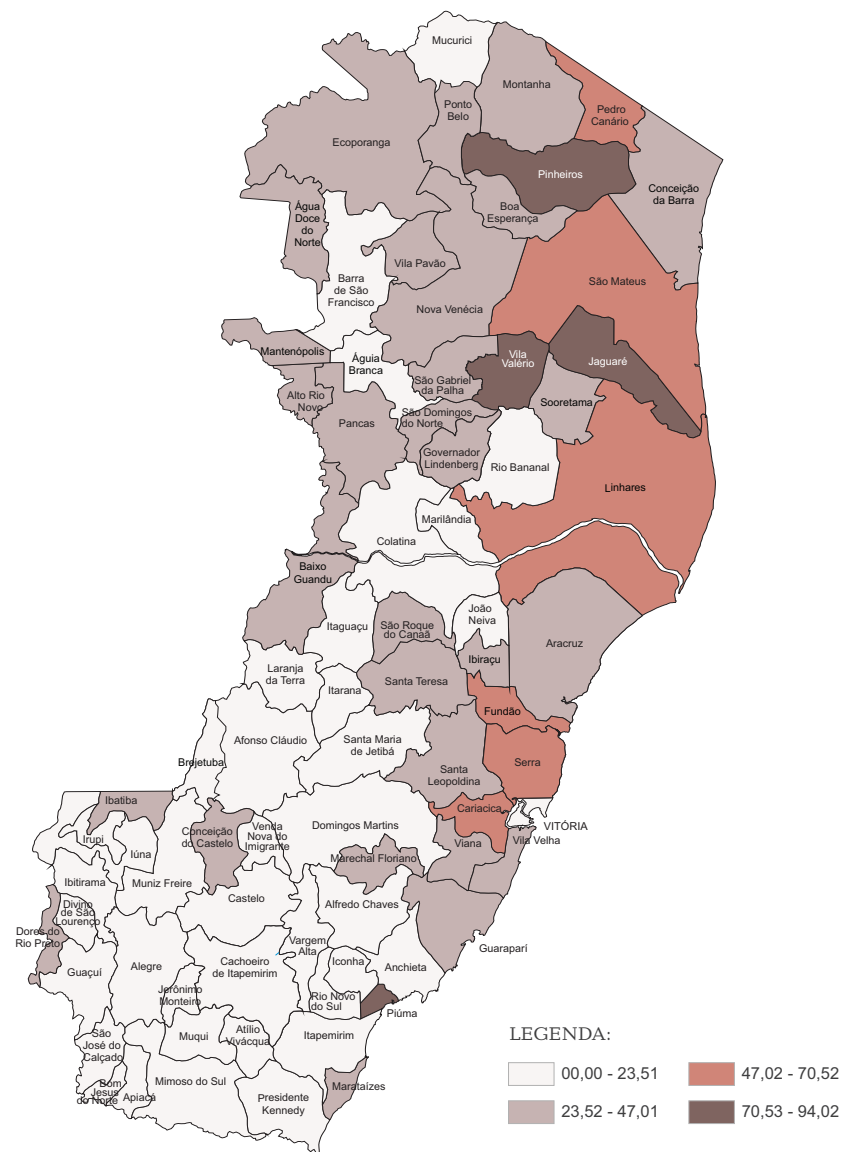 Mucurici
Montanha
Pedro
Canário
Ponto
Belo
Ecoporanga
Pinheiros
Conceição
da Barra
Água
Doce
do
Norte
Boa
Esperança
Vila Pavão
Barra
de São
Francisco
São Mateus
Nova Venécia
Mantenópolis
Águia
Branca
Vila
Valério
Jaguaré
São Gabriel
da Palha
Alto Rio
Novo
Sooretama
Pancas
São Domingos
do Norte
Governador
Lindenberg
Rio Bananal
Linhares
Marilândia
Colatina
Baixo
Guandu
João
Neiva
Itaguaçu
São Roque
do Canaã
Aracruz
Ibiraçu
Laranja
da Terra
Itarana
Santa Teresa
Fundão
Afonso Cláudio
Santa Maria
de Jetibá
Brejetuba
Serra
Santa
Leopoldina
Ibatiba
Cariacica
VITÓRIA
Irupi
Iúna
Conceição
do Castelo
Venda
Nova do
Imigrante
Domingos Martins
Viana
Vila Velha
Marechal Floriano
Ibitirama
Muniz Freire
Castelo
Alfredo Chaves
Divino
de São
Lourenço
Dores do
Rio Preto
Guaraparí
Vargem
Alta
Iconha
Anchieta
Guaçuí
Alegre
Cachoeiro
de Itapemirim
Jerônimo
Monteiro
Rio Novo
do Sul
Piúma
São
José do
Calçado
Muqui
Atílio
Vivácqua
Itapemirim
Bom
Jesus
do Norte
Apiacá
Mimoso do Sul
Presidente
Kennedy
Marataízes
LEGENDA:
00,00 - 23,51
47,02 - 70,52
23,52 - 47,01
70,53 - 94,02